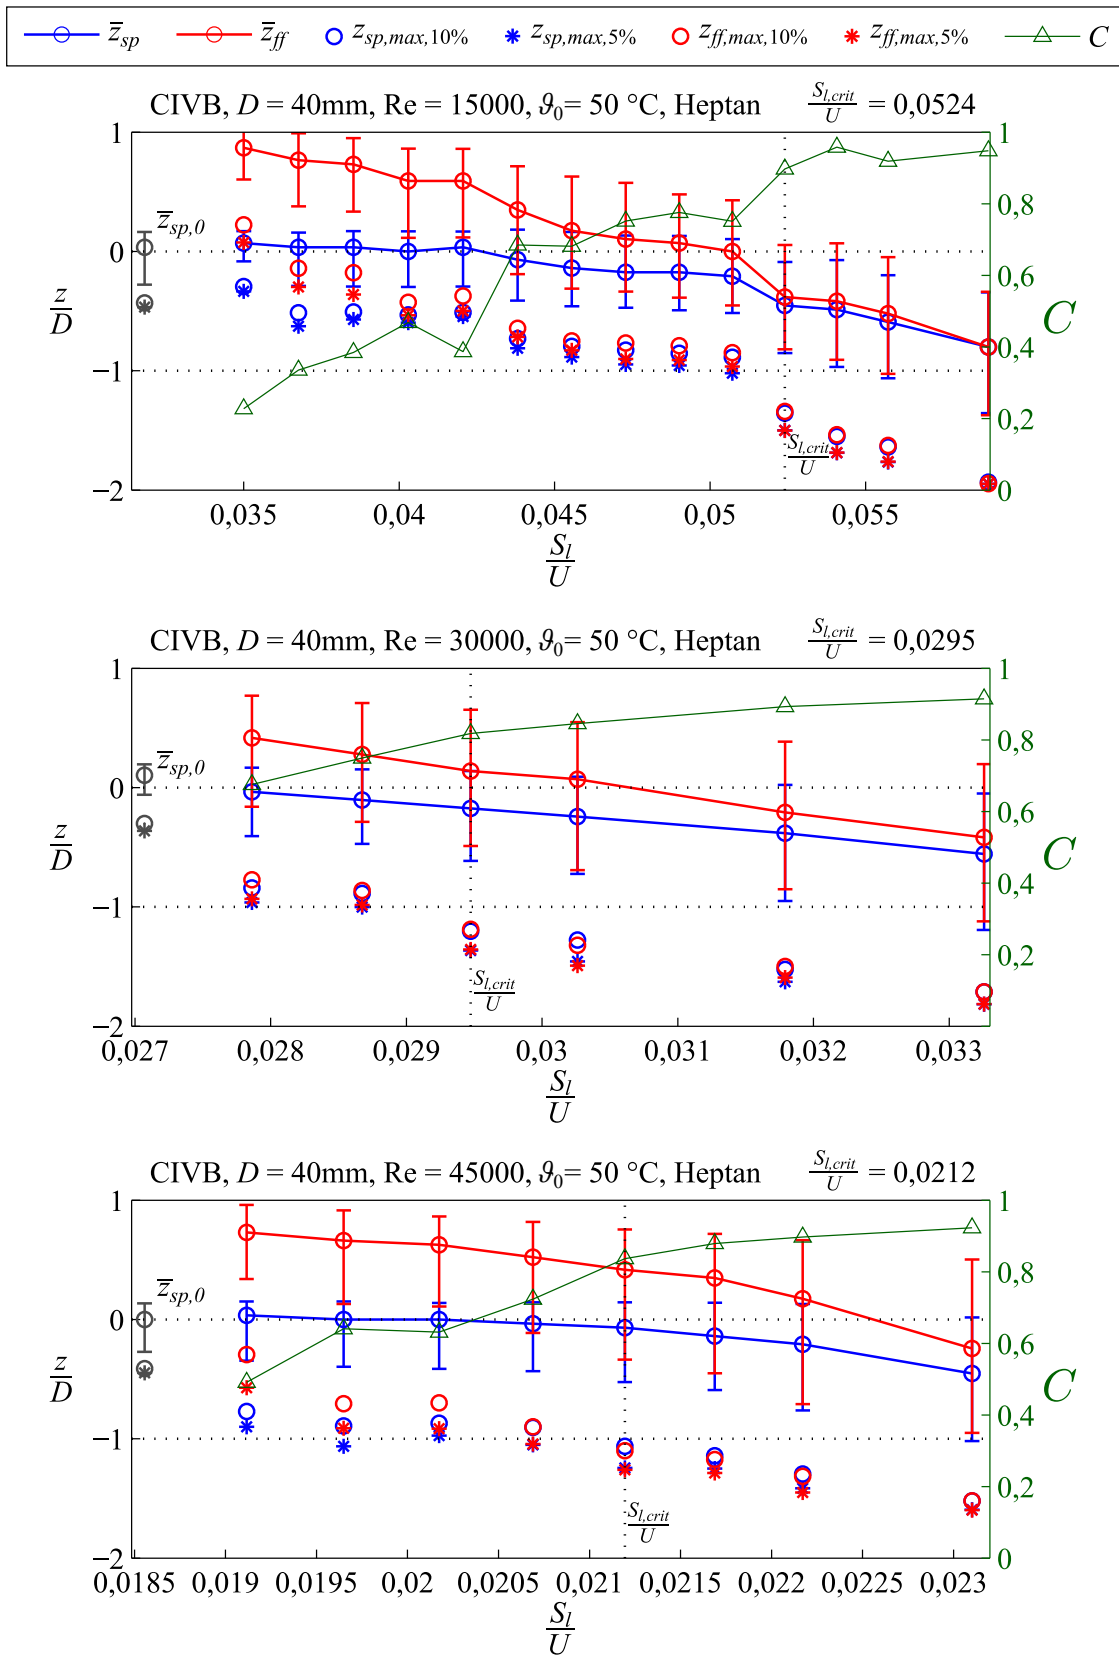 z̄sp z̄ff zsp,max,10% zsp,max,5% zff,max,10% zff,max,5% C
CIVB, D = 40mm, Re = 15000, ϑ0= 50 °C, Heptan Sl,crit/U = 0,0524
1 0 −1 −2
z/D
z̄sp,0
Sl,crit/U
1 0,8 0,6 0,4 0,2 0
C
0,035 0,04 0,045 0,05 0,055
Sl/U
CIVB, D = 40mm, Re = 30000, ϑ0= 50 °C, Heptan Sl,crit/U = 0,0295
1 0 −1 −2
z/D
z̄sp,0
Sl,crit/U
1 0,8 0,6 0,4 0,2 0
C
0,027 0,028 0,029 0,03 0,031 0,032 0,033
Sl/U
CIVB, D = 40mm, Re = 45000, ϑ0= 50 °C, Heptan Sl,crit/U = 0,0212
1 0 −1 −2
z/D
z̄sp,0
Sl,crit/U
1 0,8 0,6 0,4 0,2 0
C
0,0185 0,019 0,0195 0,02 0,0205 0,021 0,0215 0,022 0,0225 0,023
Sl/U